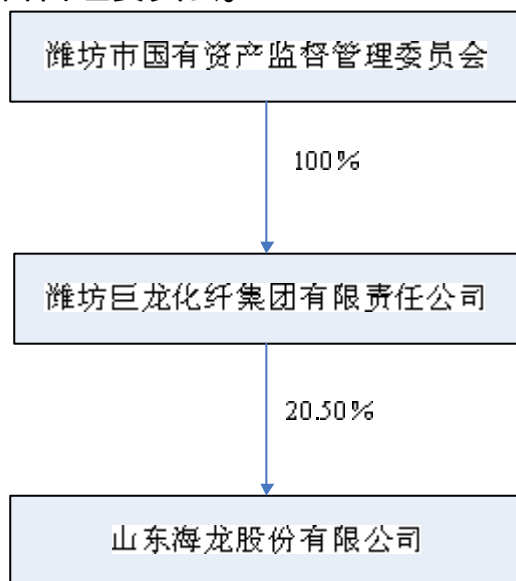 潍坊市国有资产监督管理委员会
100%
潍坊巨龙化纤集团有限责任公司
20.50%
山东海龙股份有限公司